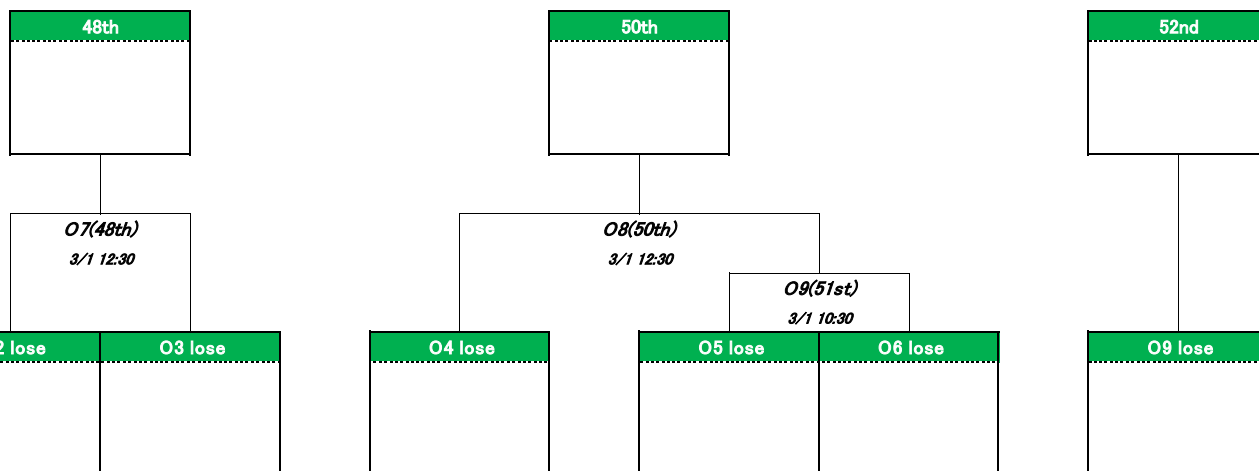 48th
50th
52nd
O7(48th)
3/1 12:30
O8(50th)
3/1 12:30
O9(51st)
3/1 10:30
2 lose
O3 lose
O4 lose
O5 lose
O6 lose
O9 lose